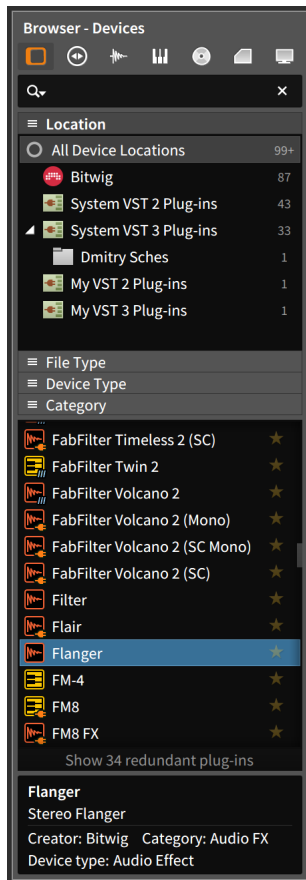 Browser - Devices
Location
All Device Locations 99+
Bitwig 87
System VST 2 Plug-ins 43
System VST 3 Plug-ins 33
Dmitry Sches 1
My VST 2 Plug-ins 1
My VST 3 Plug-ins 1
File Type
Device Type
Category
FabFilter Timeless 2 (SC)
FabFilter Twin 2
FabFilter Volcano 2
FabFilter Volcano 2 (Mono)
FabFilter Volcano 2 (SC Mono)
FabFilter Volcano 2 (SC)
Filter
Flair
Flanger
FM-4
FM8
FM8 FX
Show 34 redundant plug-ins
Flanger
Stereo Flanger
Creator: Bitwig Category: Audio FX
Device type: Audio Effect